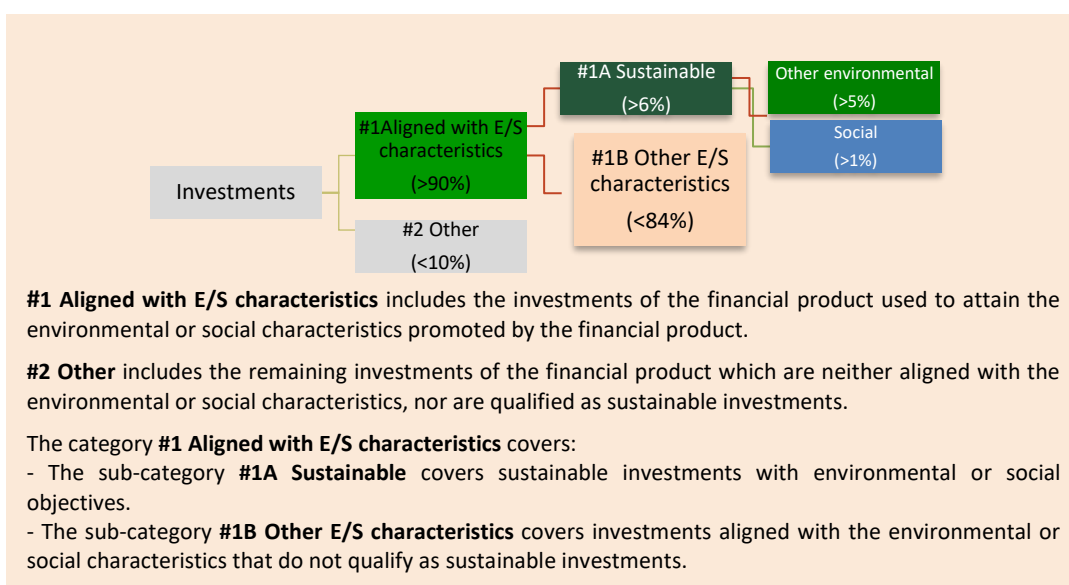 Investments
#1Aligned with E/S
characteristics
(>90%)
#2 Other
(<10%)
#1A Sustainable
(>6%)
#1B Other E/S
characteristics
(<84%)
Other environmental
(>5%)
Social
(>1%)
#1 Aligned with E/S characteristics includes the investments of the financial product used to attain the
environmental or social characteristics promoted by the financial product.
#2 Other includes the remaining investments of the financial product which are neither aligned with the
environmental or social characteristics, nor are qualified as sustainable investments.
The category #1 Aligned with E/S characteristics covers:
- The sub-category #1A Sustainable covers sustainable investments with environmental or social
objectives.
- The sub-category #1B Other E/S characteristics covers investments aligned with the environmental or
social characteristics that do not qualify as sustainable investments.